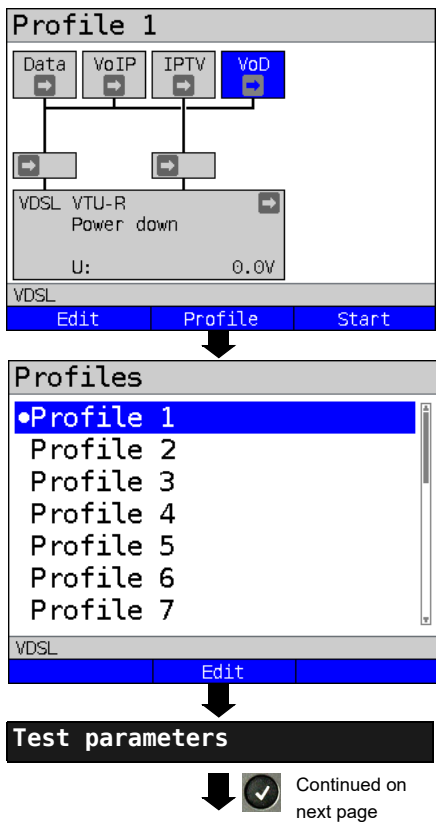 Profile 1
Data VoIP IPTV VoD
VDSL VTU-R
Power down
U: 0.0V
VDSL
Edit Profile Start
Profiles
•Profile 1
Profile 2
Profile 3
Profile 4
Profile 5
Profile 6
Profile 7
VDSL
Edit
Test parameters
Continued on
next page